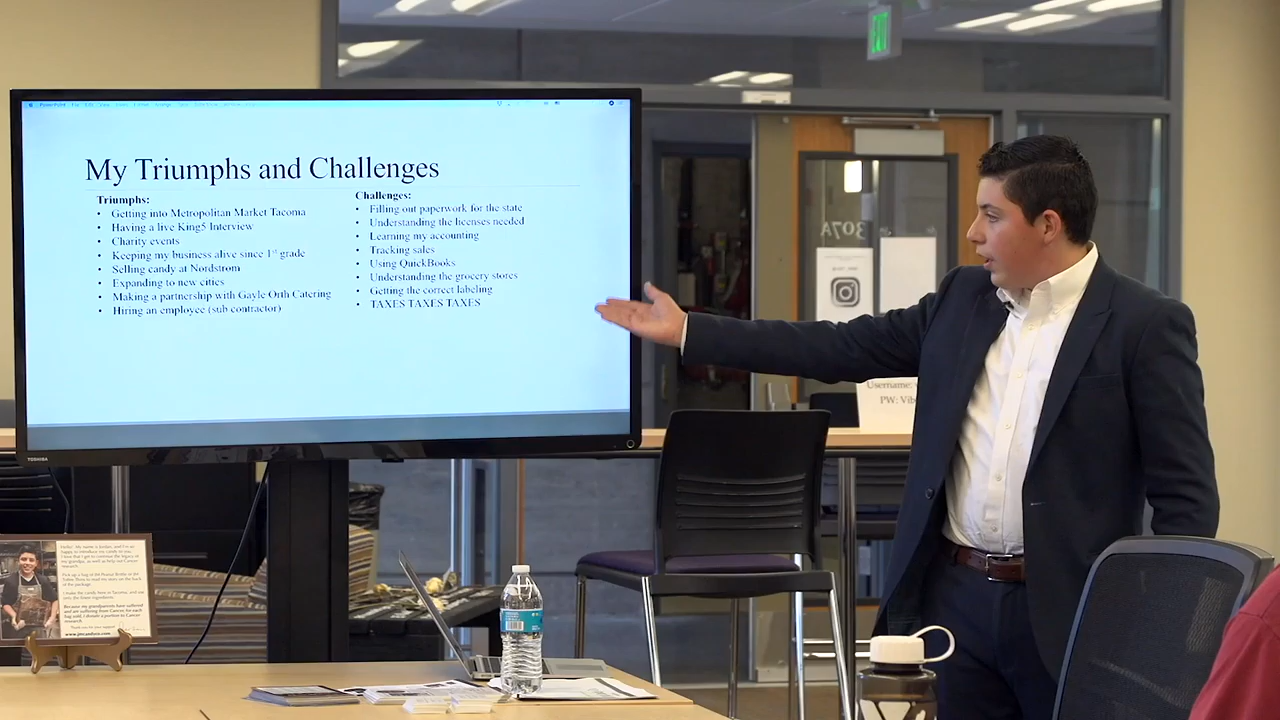 EXIT
My Triumphs and Challenges
Triumphs:
• Getting into Metropolitan Market Tacoma
• Having a live King5 Interview
• Charity events
• Keeping my business alive since 1st grade
• Selling candy at Nordstrom
• Expanding to new cities
• Making a partnership with Gayle Orth Catering
• Hiring an employee (sub contractor)
Challenges:
• Filling out paperwork for the state
• Understanding the licenses needed
• Learning my accounting
• Tracking sales
• Using QuickBooks
• Understanding the grocery stores
• Getting the correct labeling
• TAXES TAXES TAXES
TOSHIBA
307A
Username:
PW: Vib